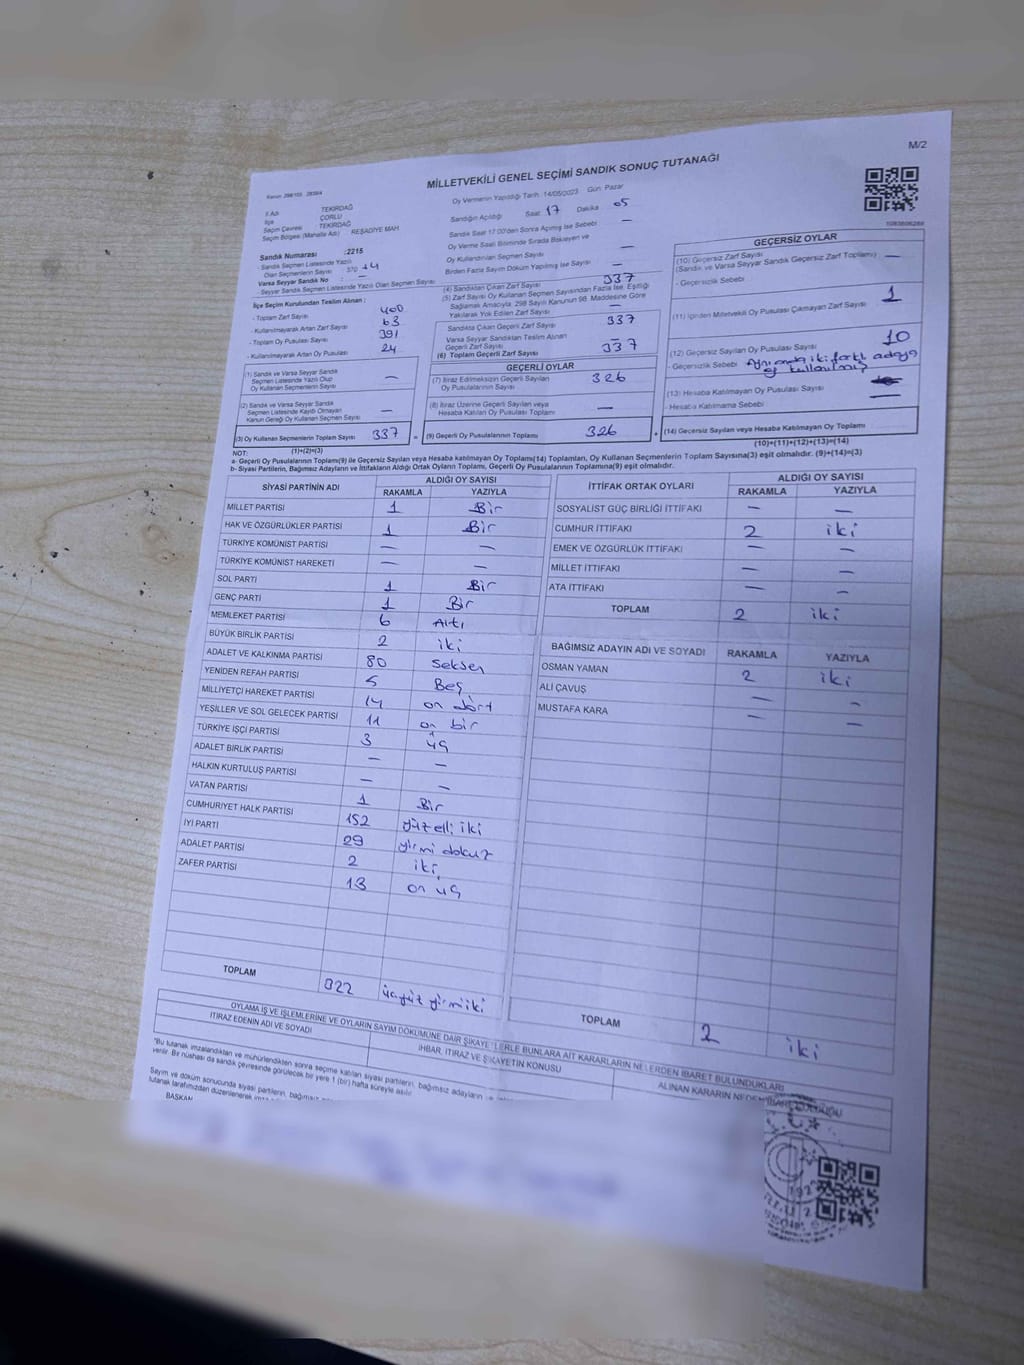 M/2
Kanun: 298/105 2839/4
MİLLETVEKİLİ GENEL SEÇİMİ SANDIK SONUÇ TUTANAĞI
1083806289
İl Adı TEKİRDAĞ
İlçe ÇORLU
Seçim Çevresi TEKİRDAĞ
Seçim Bölgesi (Mahalle Adı) REŞADİYE MAH
Sandık Numarası :2215
- Sandık Seçmen Listesinde Yazılı
Olan Seçmenlerin Sayısı 370 +4
Varsa Seyyar Sandık No : —
- Seyyar Sandık Seçmen Listesinde Yazılı Olan Seçmen Sayısı
İlçe Seçim Kurulundan Teslim Alınan :
- Toplam Zarf Sayısı 400
- Kullanılmayarak Artan Zarf Sayısı 63
- Toplam Oy Pusulası Sayısı 391
- Kullanılmayarak Artan Oy Pusulası 24
(1) Sandık ve Varsa Seyyar Sandık
Seçmen Listesinde Yazılı Olup
Oy Kullanan Seçmenlerin Sayısı —
(2) Sandık ve Varsa Seyyar Sandık
Seçmen Listesinde Kayıtlı Olmayan
Kanun Gereği Oy Kullanan Seçmen Sayısı —
(3) Oy Kullanan Seçmenlerin Toplam Sayısı 337
(1)+(2)=(3)
Oy Vermenin Yapıldığı Tarih :14/05/2023 Gün: Pazar
Sandığın Açıldığı Saat: 17 Dakika 05
Sandık Saat 17.00'den Sonra Açılmış İse Sebebi —
Oy Verme Saati Bitiminde Sırada Bekleyen ve
Oy Kullandırılan Seçmen Sayısı —
Birden Fazla Sayım Döküm Yapılmış İse Sayısı —
(4) Sandıktan Çıkan Zarf Sayısı 337
(5) Zarf Sayısı Oy Kullanan Seçmen Sayısından Fazla İse, Eşitliği
Sağlamak Amacıyla, 298 Sayılı Kanunun 98. Maddesine Göre
Yakılarak Yok Edilen Zarf Sayısı —
Sandıkta Çıkan Geçerli Zarf Sayısı 337
Varsa Seyyar Sandıktan Teslim Alınan
Geçerli Zarf Sayısı —
(6) Toplam Geçerli Zarf Sayısı 337
GEÇERLİ OYLAR
(7) İtiraz Edilmeksizin Geçerli Sayılan
Oy Pusulalarının Sayısı 326
(8) İtiraz Üzerine Geçerli Sayılan veya
Hesaba Katılan Oy Pusulası Toplamı —
= (9) Geçerli Oy Pusulalarının Toplamı 326 +
GEÇERSİZ OYLAR
(10) Geçersiz Zarf Sayısı
(Sandık ve Varsa Seyyar Sandık Geçersiz Zarf Toplamı) —
- Geçersizlik Sebebi
(11) İçinden Milletvekili Oy Pusulası Çıkmayan Zarf Sayısı 1
(12) Geçersiz Sayılan Oy Pusulası Sayısı 10
- Geçersizlik Sebebi Aynı anda iki farklı adaya
oy kullanılmış
(13) Hesaba Katılmayan Oy Pusulası Sayısı —
- Hesaba Katılmama Sebebi
(14) Geçersiz Sayılan veya Hesaba Katılmayan Oy Toplamı
(10)+(11)+(12)+(13)=(14)
NOT:
a- Geçerli Oy Pusulalarının Toplamı(9) ile Geçersiz Sayılan veya Hesaba katılmayan Oy Toplamı(14) Toplamları, Oy Kullanan Seçmenlerin Toplam Sayısına(3) eşit olmalıdır. (9)+(14)=(3)
b- Siyasi Partilerin, Bağımsız Adayların ve İttifakların Aldığı Ortak Oyların Toplamı, Geçerli Oy Pusulalarının Toplamına(9) eşit olmalıdır.
SİYASİ PARTİNİN ADI ALDIĞI OY SAYISI
RAKAMLA YAZIYLA
MİLLET PARTİSİ 1 Bir
HAK VE ÖZGÜRLÜKLER PARTİSİ 1 Bir
TÜRKİYE KOMÜNİST PARTİSİ — —
TÜRKİYE KOMÜNİST HAREKETİ — —
SOL PARTİ 1 Bir
GENÇ PARTİ 1 Bir
MEMLEKET PARTİSİ 6 Altı
BÜYÜK BİRLİK PARTİSİ 2 iki
ADALET VE KALKINMA PARTİSİ 80 Seksen
YENİDEN REFAH PARTİSİ 5 Beş
MİLLİYETÇİ HAREKET PARTİSİ 14 on dört
YEŞİLLER VE SOL GELECEK PARTİSİ 11 on bir
TÜRKİYE İŞÇİ PARTİSİ 3 üç
ADALET BİRLİK PARTİSİ — —
HALKIN KURTULUŞ PARTİSİ — —
VATAN PARTİSİ 1 Bir
CUMHURİYET HALK PARTİSİ 152 yüzelli iki
İYİ PARTİ 29 yirmi dokuz
ADALET PARTİSİ 2 iki
ZAFER PARTİSİ 13 on üç
TOPLAM 322 üçyüz yirmiiki
İTTİFAK ORTAK OYLARI ALDIĞI OY SAYISI
RAKAMLA YAZIYLA
SOSYALİST GÜÇ BİRLİĞİ İTTİFAKI — —
CUMHUR İTTİFAKI 2 iki
EMEK VE ÖZGÜRLÜK İTTİFAKI — —
MİLLET İTTİFAKI — —
ATA İTTİFAKI — —
TOPLAM 2 iki
BAĞIMSIZ ADAYIN ADI VE SOYADI RAKAMLA YAZIYLA
OSMAN YAMAN 2 iki
ALİ ÇAVUŞ — —
MUSTAFA KARA — —
TOPLAM 2 iki
OYLAMA İŞ VE İŞLEMLERİNE VE OYLARIN SAYIM DÖKÜMÜNE DAİR ŞİKAYETLERLE BUNLARA AİT KARARLARIN NELERDEN İBARET BULUNDUKLARI
İTİRAZ EDENİN ADI VE SOYADI İHBAR, İTİRAZ VE ŞİKAYETİN KONUSU ALINAN KARARIN NEDEN İBARET OLDUĞU
"Bu tutanak imzalandıktan ve mühürlendikten sonra seçime katılan siyasi partilerin, bağımsız adayların ve
verilir. Bir nüshası da sandık çevresinde görülecek bir yere 1 (bir) hafta süreyle asılır.
Sayım ve döküm sonucunda siyasi partilerin, bağımsız
tutanak tarafımızdan düzenlenerek imza
BAŞKAN